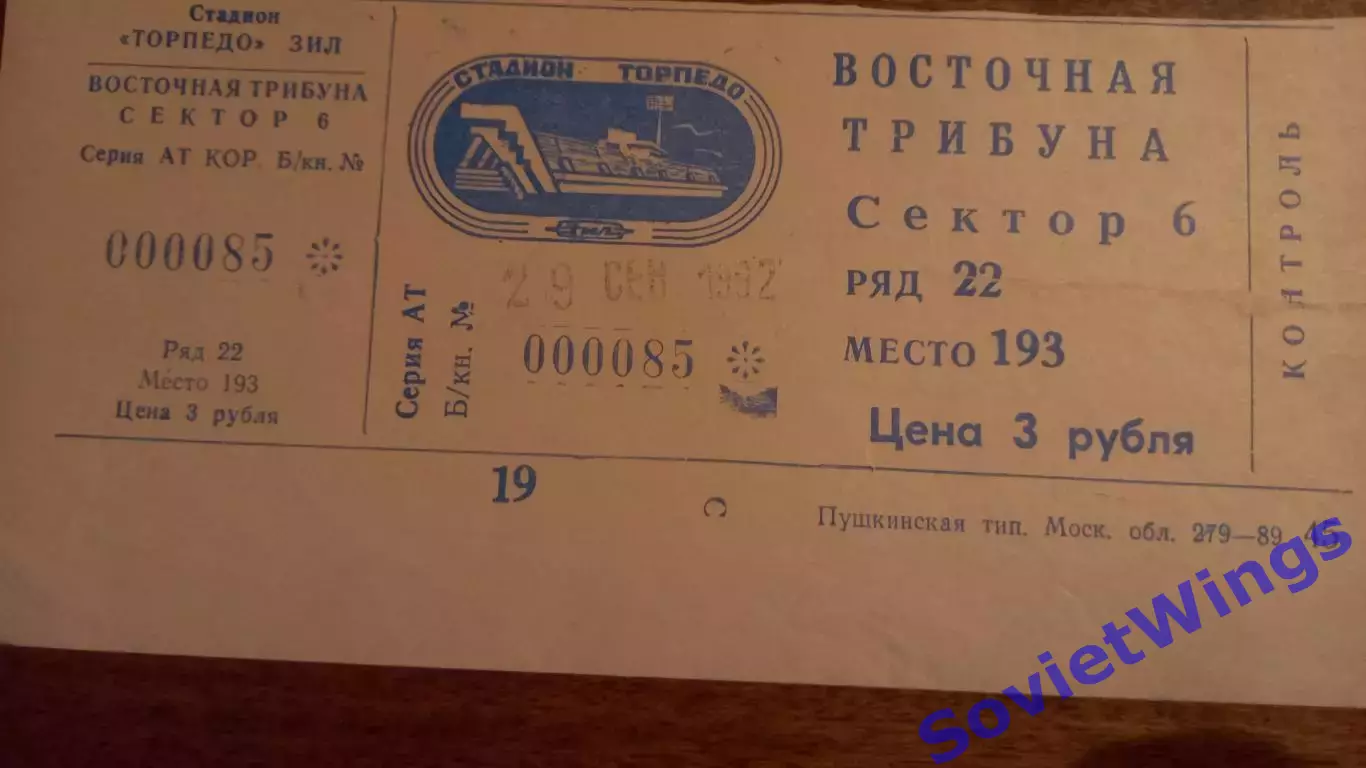 Стадион
«ТОРПЕДО» ЗИЛ
ВОСТОЧНАЯ ТРИБУНА
СЕКТОР 6
Серия АТ КОР. Б/кн. №
000085
Ряд 22
Место 193
Цена 3 рубля
СТАДИОН ТОРПЕДО
ЗИЛ
29 СЕН 1992
Серия АТ
Б/кн. №
000085
ВОСТОЧНАЯ
ТРИБУНА
Сектор 6
РЯД 22
МЕСТО 193
Цена 3 рубля
КОНТРОЛЬ
19
С
Пушкинская тип. Моск. обл. 279—89 45
SovietWings